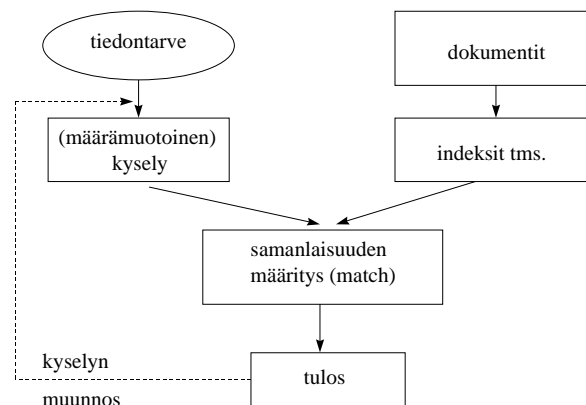 tiedontarve
dokumentit
(määrämuotoinen)
kysely
indeksit tms.
samanlaisuuden
määritys (match)
kyselyn
muunnos
tulos